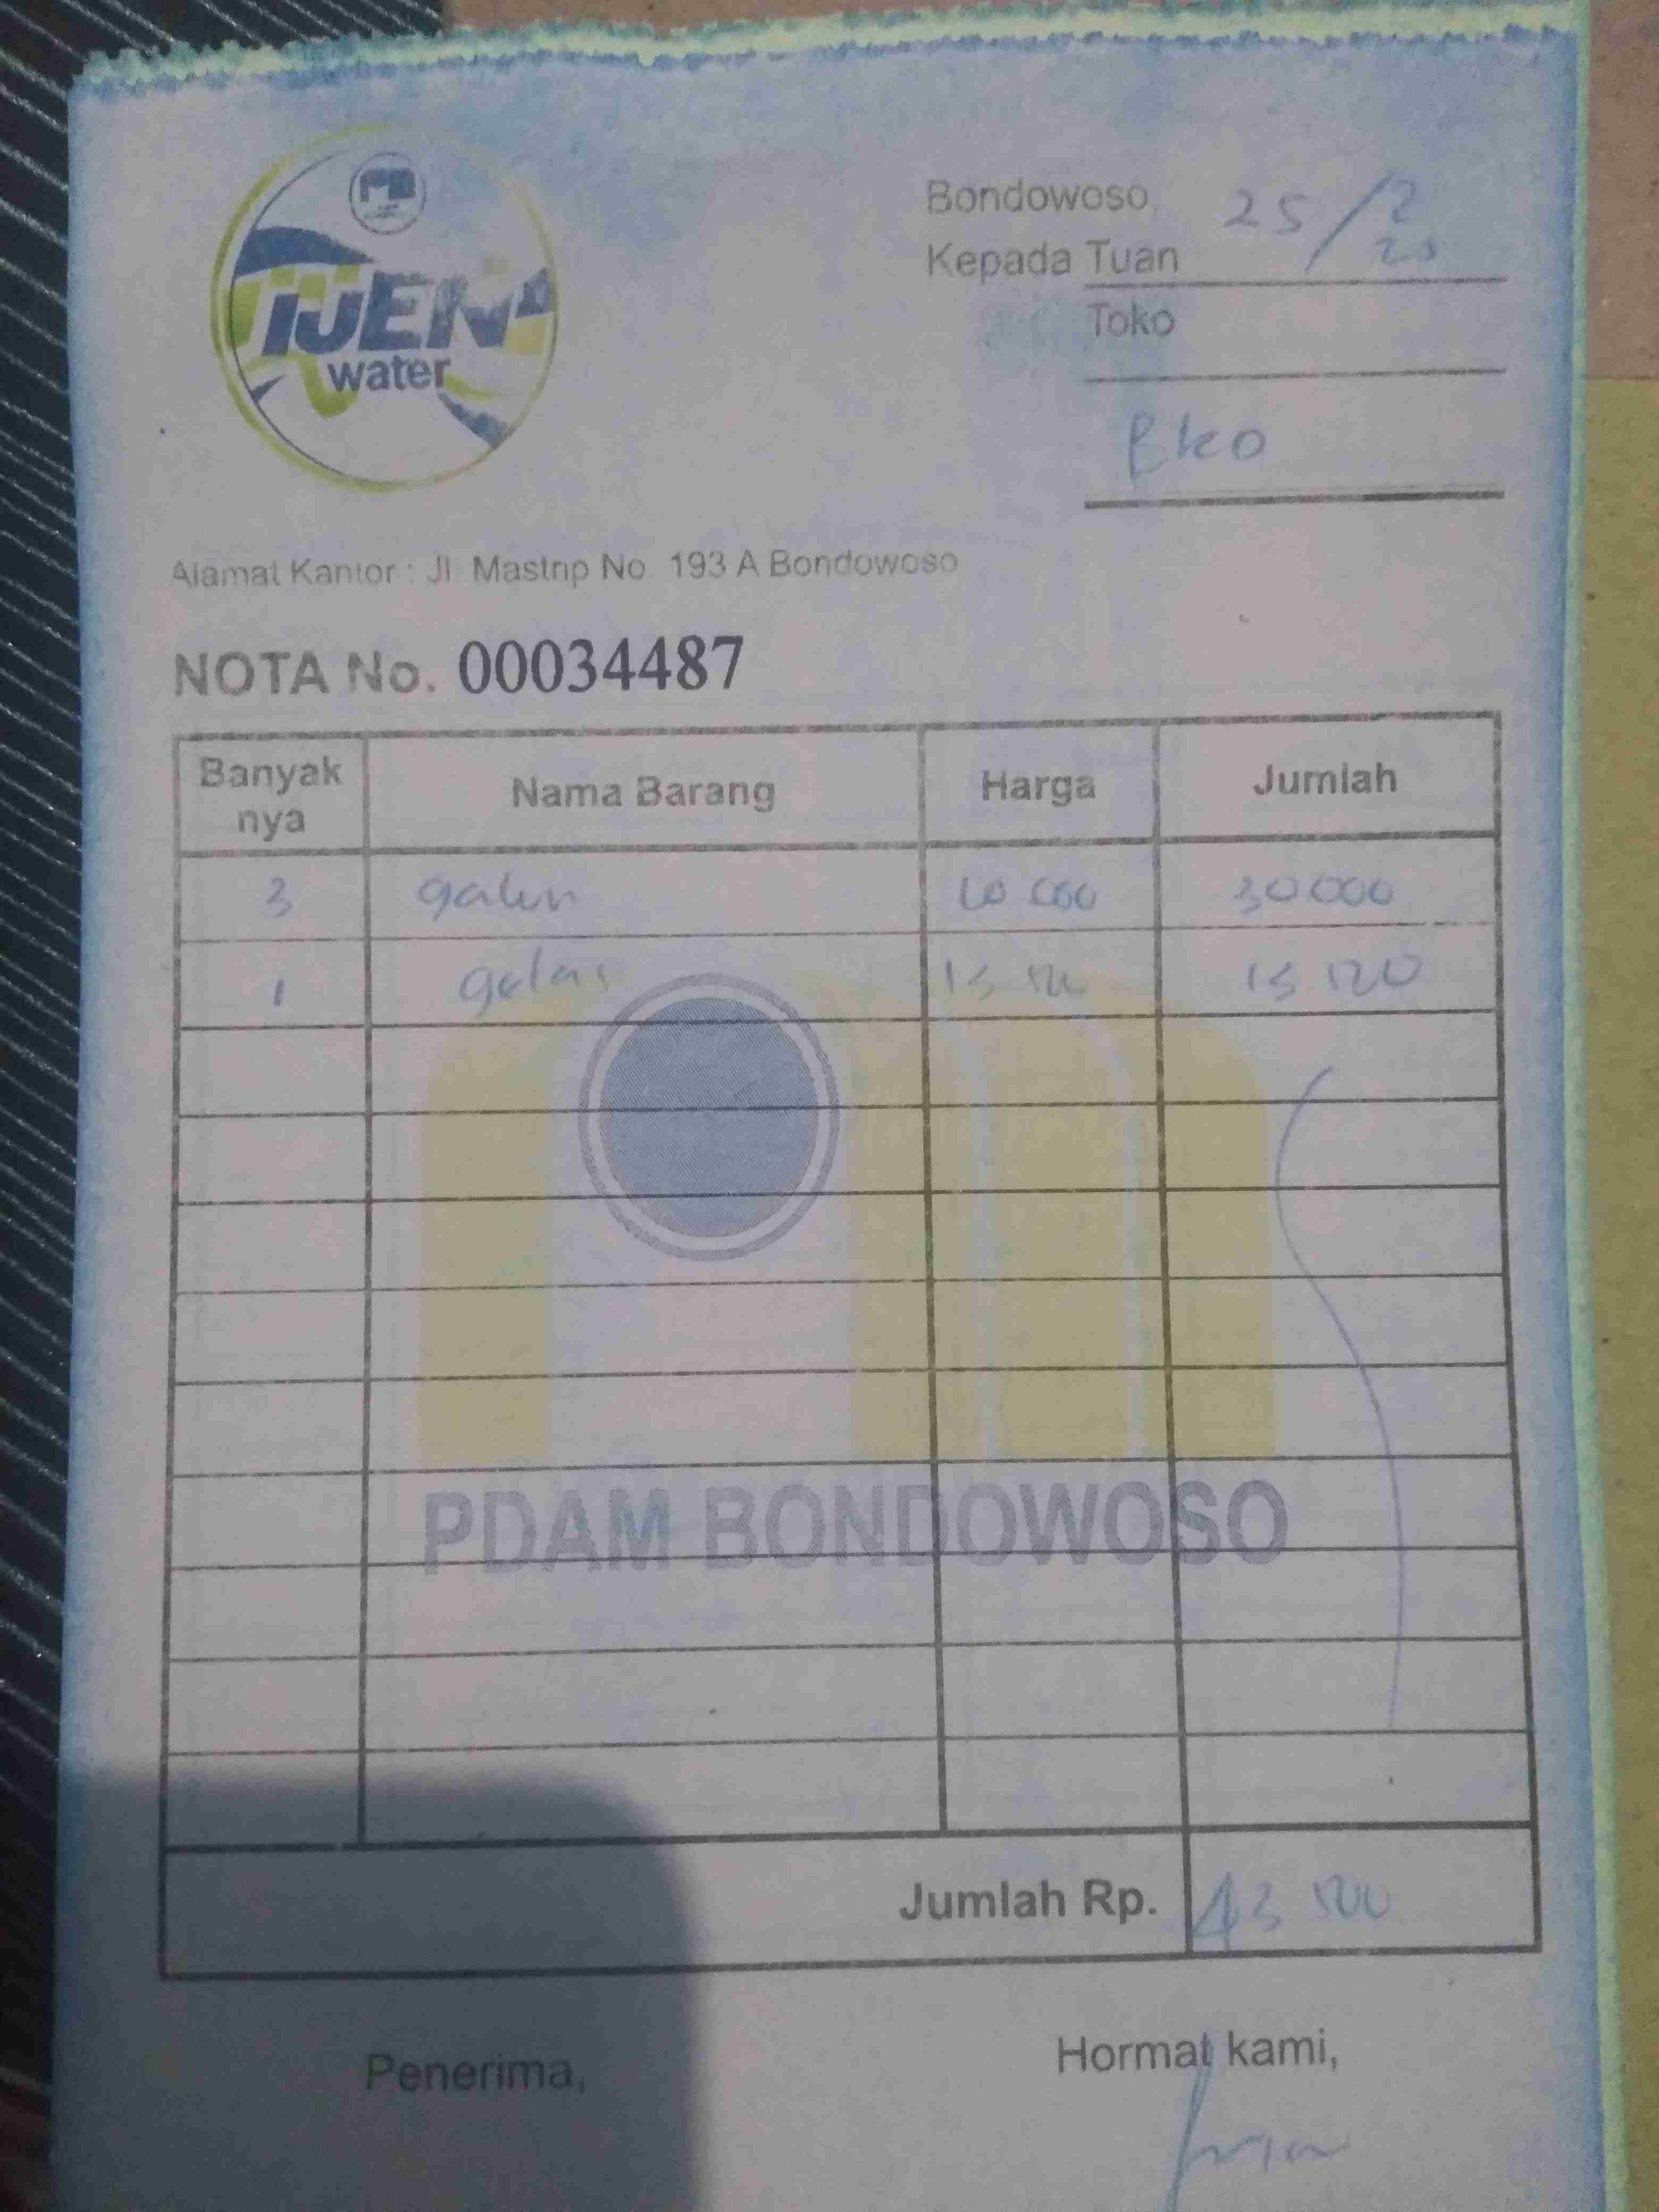 IJEN
water
Bondowoso, 25/2
Kepada Tuan 20
Toko
Eko
Alamat Kantor : Jl. Mastrip No. 193 A Bondowoso
NOTA No. 00034487
Banyak nya Nama Barang Harga Jumlah
3 galon 10 000 30 000
1 gelas 13 500 13 500
PDAM BONDOWOSO
Jumlah Rp. 43 500
Penerima, Hormat kami,